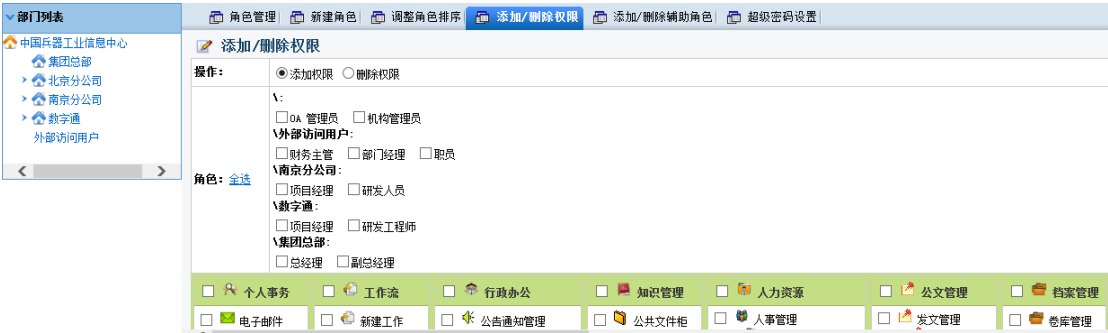 部门列表
中国兵器工业信息中心
集团总部
北京分公司
南京分公司
数字通
外部访问用户
角色管理 新建角色 调整角色排序 添加/删除权限 添加/删除辅助角色 超级密码设置
添加/删除权限
操作: 添加权限 删除权限
角色: 全选
\:
OA 管理员 机构管理员
\外部访问用户:
财务主管 部门经理 职员
\南京分公司:
项目经理 研发人员
\数字通:
项目经理 研发工程师
\集团总部:
总经理 副总经理
个人事务 工作流 行政办公 知识管理 人力资源 公文管理 档案管理
电子邮件 新建工作 公告通知管理 公共文件柜 人事管理 发文管理 卷库管理